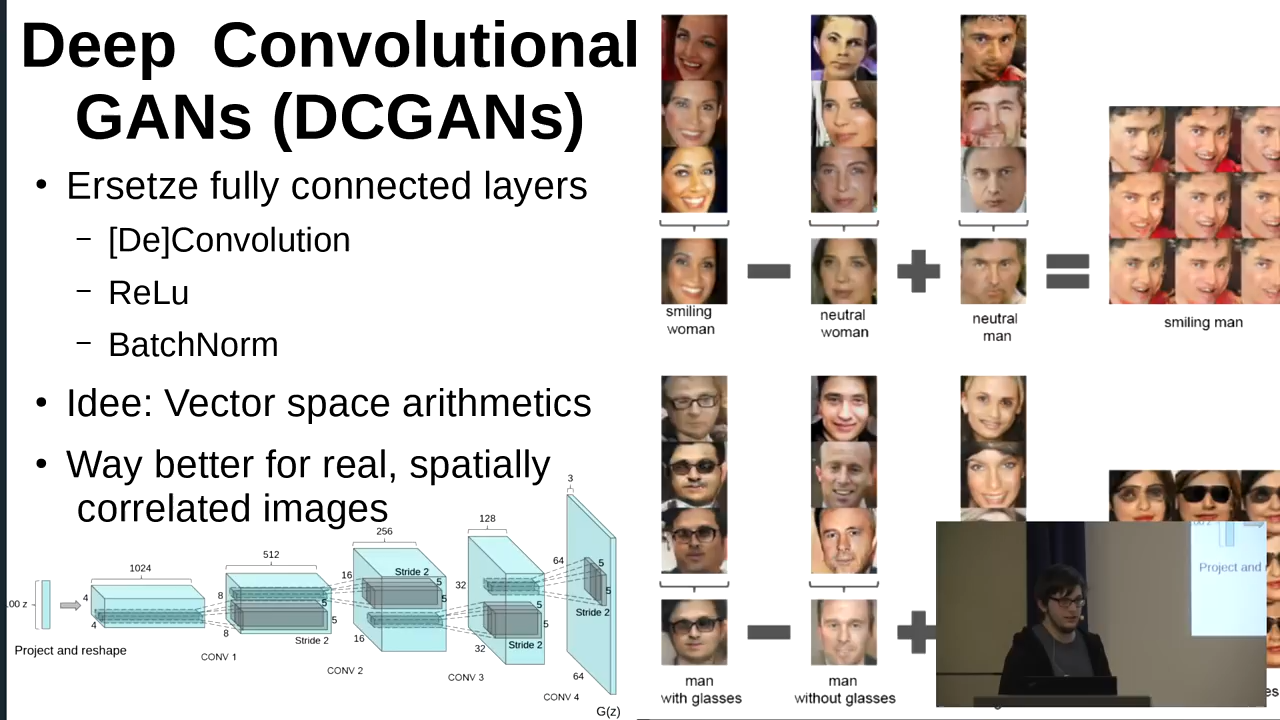 Deep Convolutional
GANs (DCGANs)
• Ersetze fully connected layers
– [De]Convolution
– ReLu
– BatchNorm
• Idee: Vector space arithmetics
• Way better for real, spatially
correlated images
1024
512
256
128
3
4
4
8
8
16
16
32
32
64
64
5
5
5
5
5
5
5
5
Stride 2
Stride 2
Stride 2
Stride 2
Project and reshape
CONV 1
CONV 2
CONV 3
CONV 4
G(z)
smiling
woman
neutral
woman
neutral
man
smiling man
man
with glasses
man
without glasses
Project and